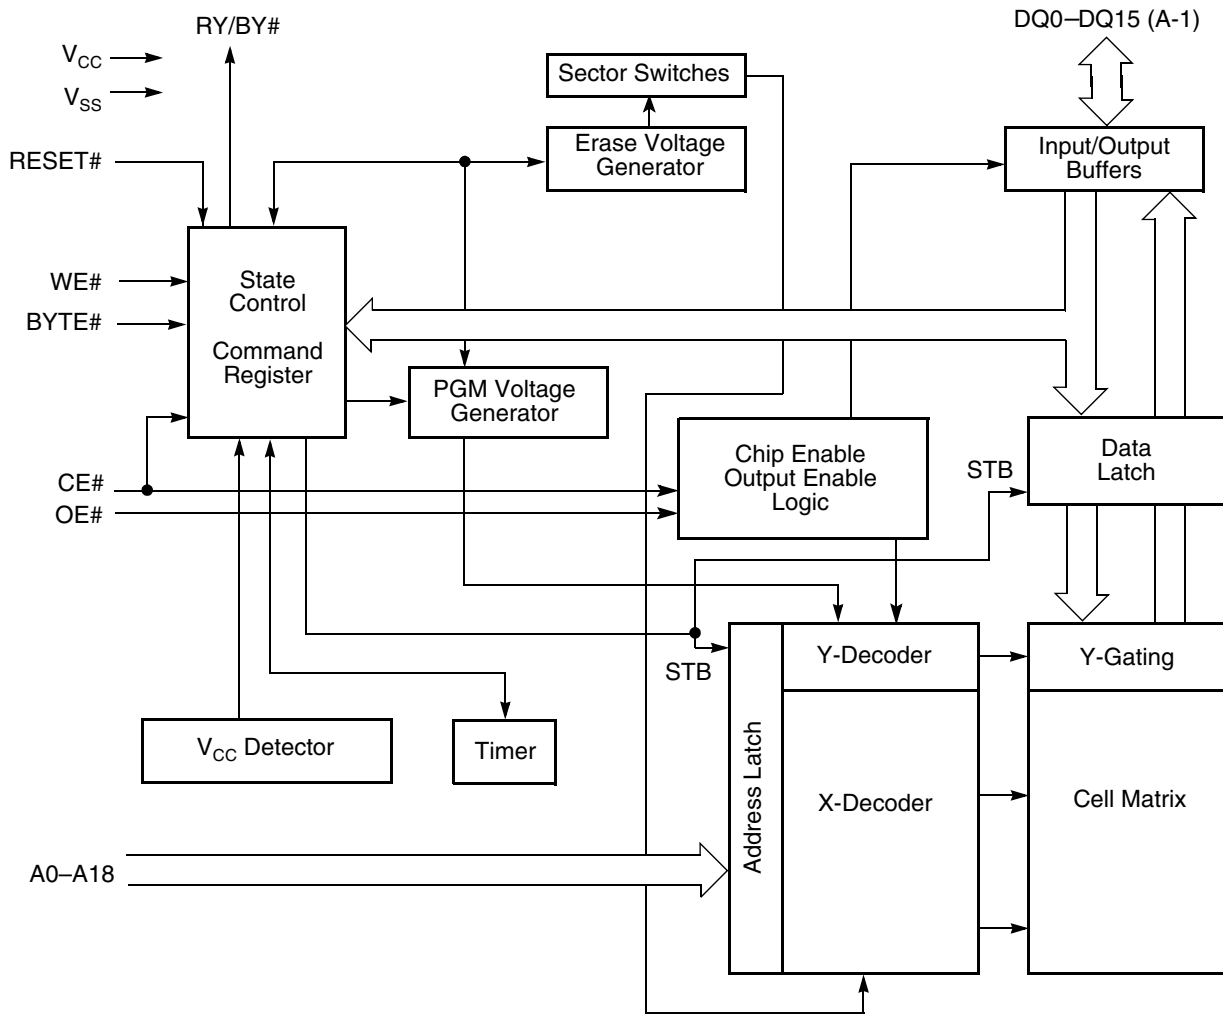 RY/BY#
DQ0–DQ15 (A-1)
VCC
VSS
Sector Switches
RESET#
Erase Voltage
Generator
Input/Output
Buffers
WE#
BYTE#
State
Control
Command
Register
PGM Voltage
Generator
Chip Enable
Output Enable
Logic
STB
Data
Latch
CE#
OE#
STB
Y-Decoder
Y-Gating
VCC Detector
Timer
Address Latch
X-Decoder
Cell Matrix
A0–A18